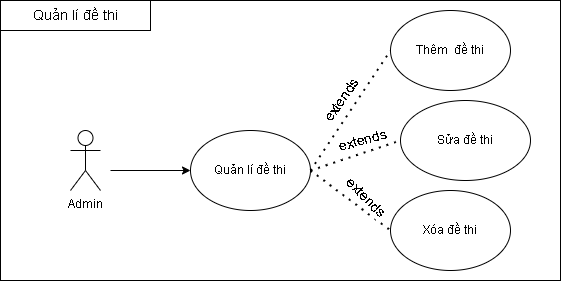 Quản lí đề thi
Thêm đề thi
extends
extends
Sửa đề thi
Quản lí đề thi
extends
Admin
Xóa đề thi